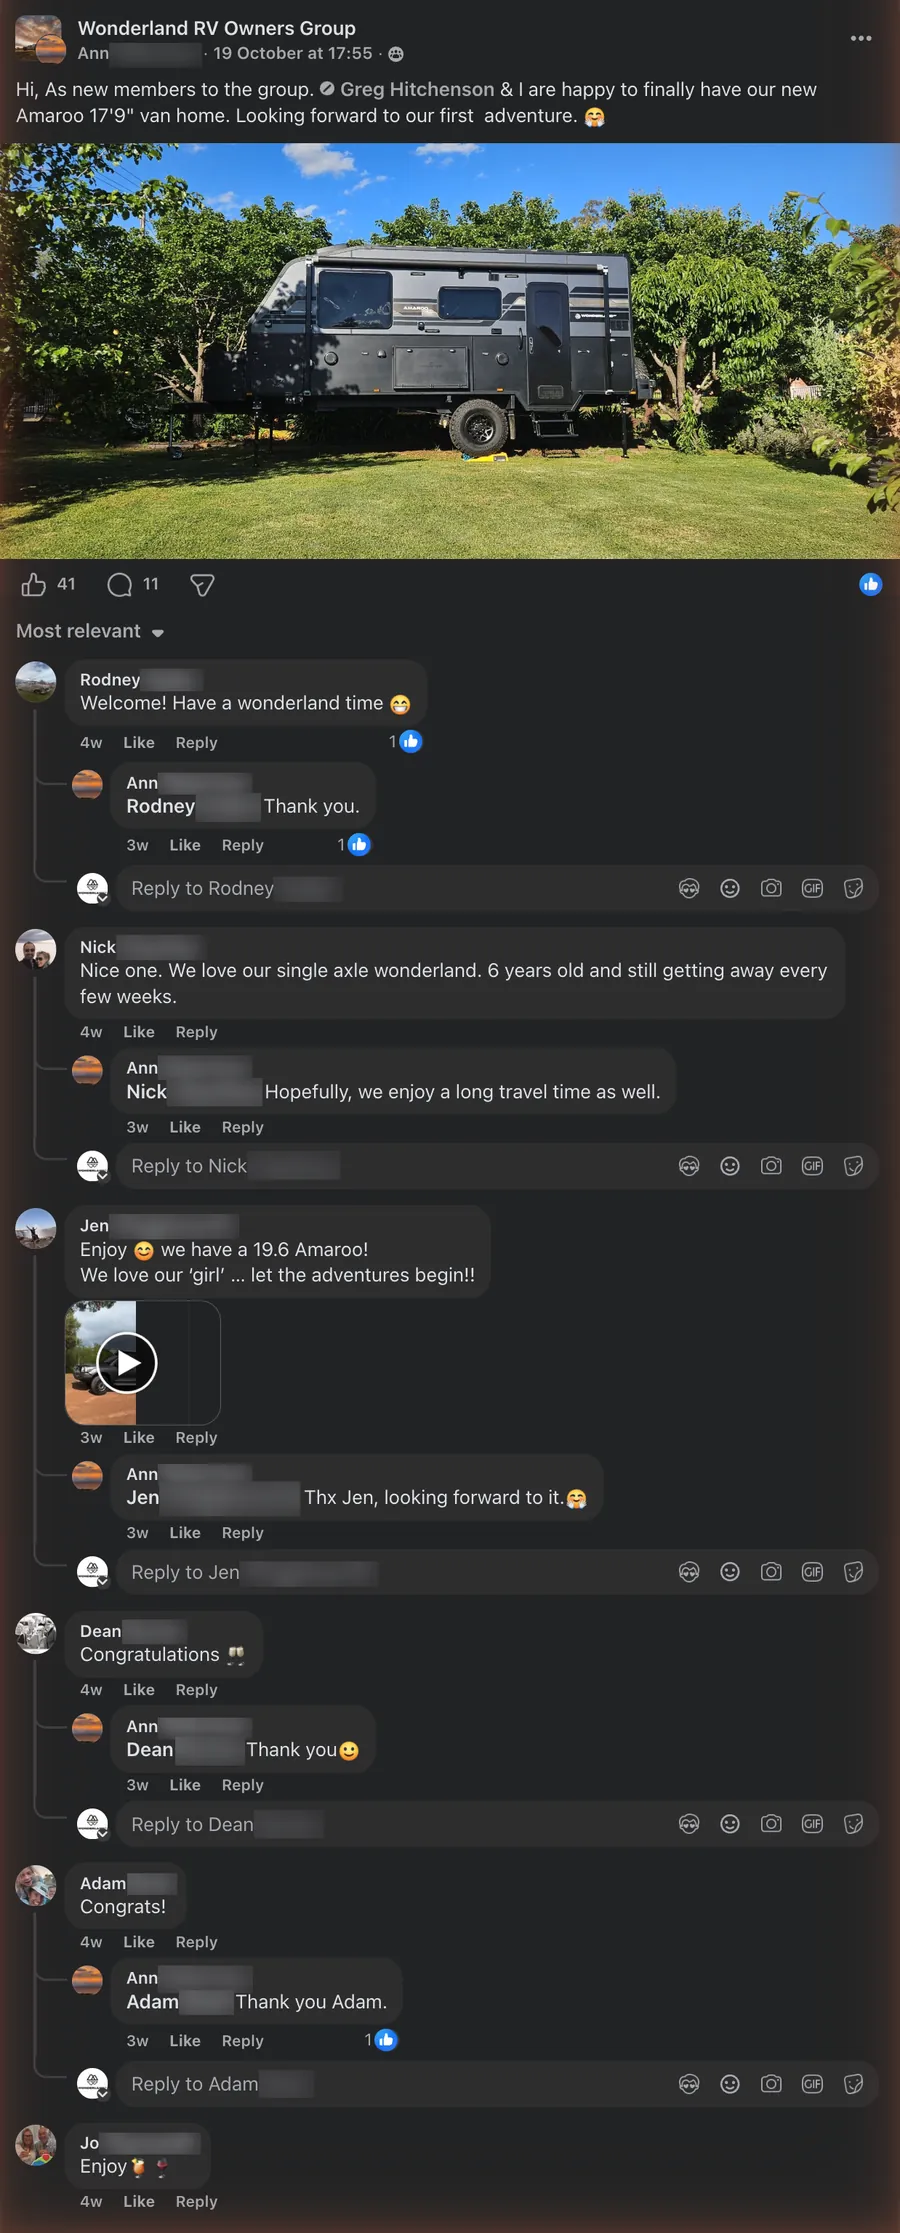 Wonderland RV Owners Group
Ann · 19 October at 17:55 ·
Hi, As new members to the group. Greg Hitchenson & I are happy to finally have our new
Amaroo 17'9" van home. Looking forward to our first adventure. 🤗
AMAROO
41 11
Most relevant
Rodney
Welcome! Have a wonderland time 😁
4w Like Reply 1
Ann
Rodney Thank you.
3w Like Reply 1
Reply to Rodney
GIF
Nick
Nice one. We love our single axle wonderland. 6 years old and still getting away every
few weeks.
4w Like Reply
Ann
Nick Hopefully, we enjoy a long travel time as well.
3w Like Reply
Reply to Nick
GIF
Jen
Enjoy 😊 we have a 19.6 Amaroo!
We love our ‘girl’ ... let the adventures begin!!
3w Like Reply
Ann
Jen Thx Jen, looking forward to it.🤗
3w Like Reply
Reply to Jen
GIF
Dean
Congratulations 🥂
4w Like Reply
Ann
Dean Thank you🙂
3w Like Reply
Reply to Dean
GIF
Adam
Congrats!
4w Like Reply
Ann
Adam Thank you Adam.
3w Like Reply 1
Reply to Adam
GIF
Jo
Enjoy🍹🍷
4w Like Reply